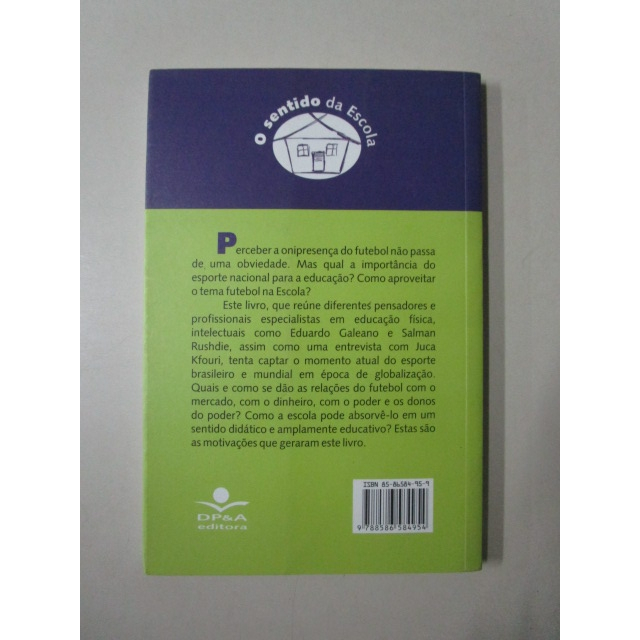 O sentido da Escola
Perceber a onipresença do futebol não passa
de uma obviedade. Mas qual a importância do
esporte nacional para a educação? Como aproveitar
o tema futebol na Escola?
Este livro, que reúne diferentes pensadores e
profissionais especialistas em educação física,
intelectuais como Eduardo Galeano e Salman
Rushdie, assim como uma entrevista com Juca
Kfouri, tenta captar o momento atual do esporte
brasileiro e mundial em época de globalização.
Quais e como se dão as relações do futebol com o
mercado, com o dinheiro, com o poder e os donos
do poder? Como a escola pode absorvê-lo em um
sentido didático e amplamente educativo? Estas são
as motivações que geraram este livro.
ISBN 85-86584-95-9
9 788586 584954
DP&A
editora